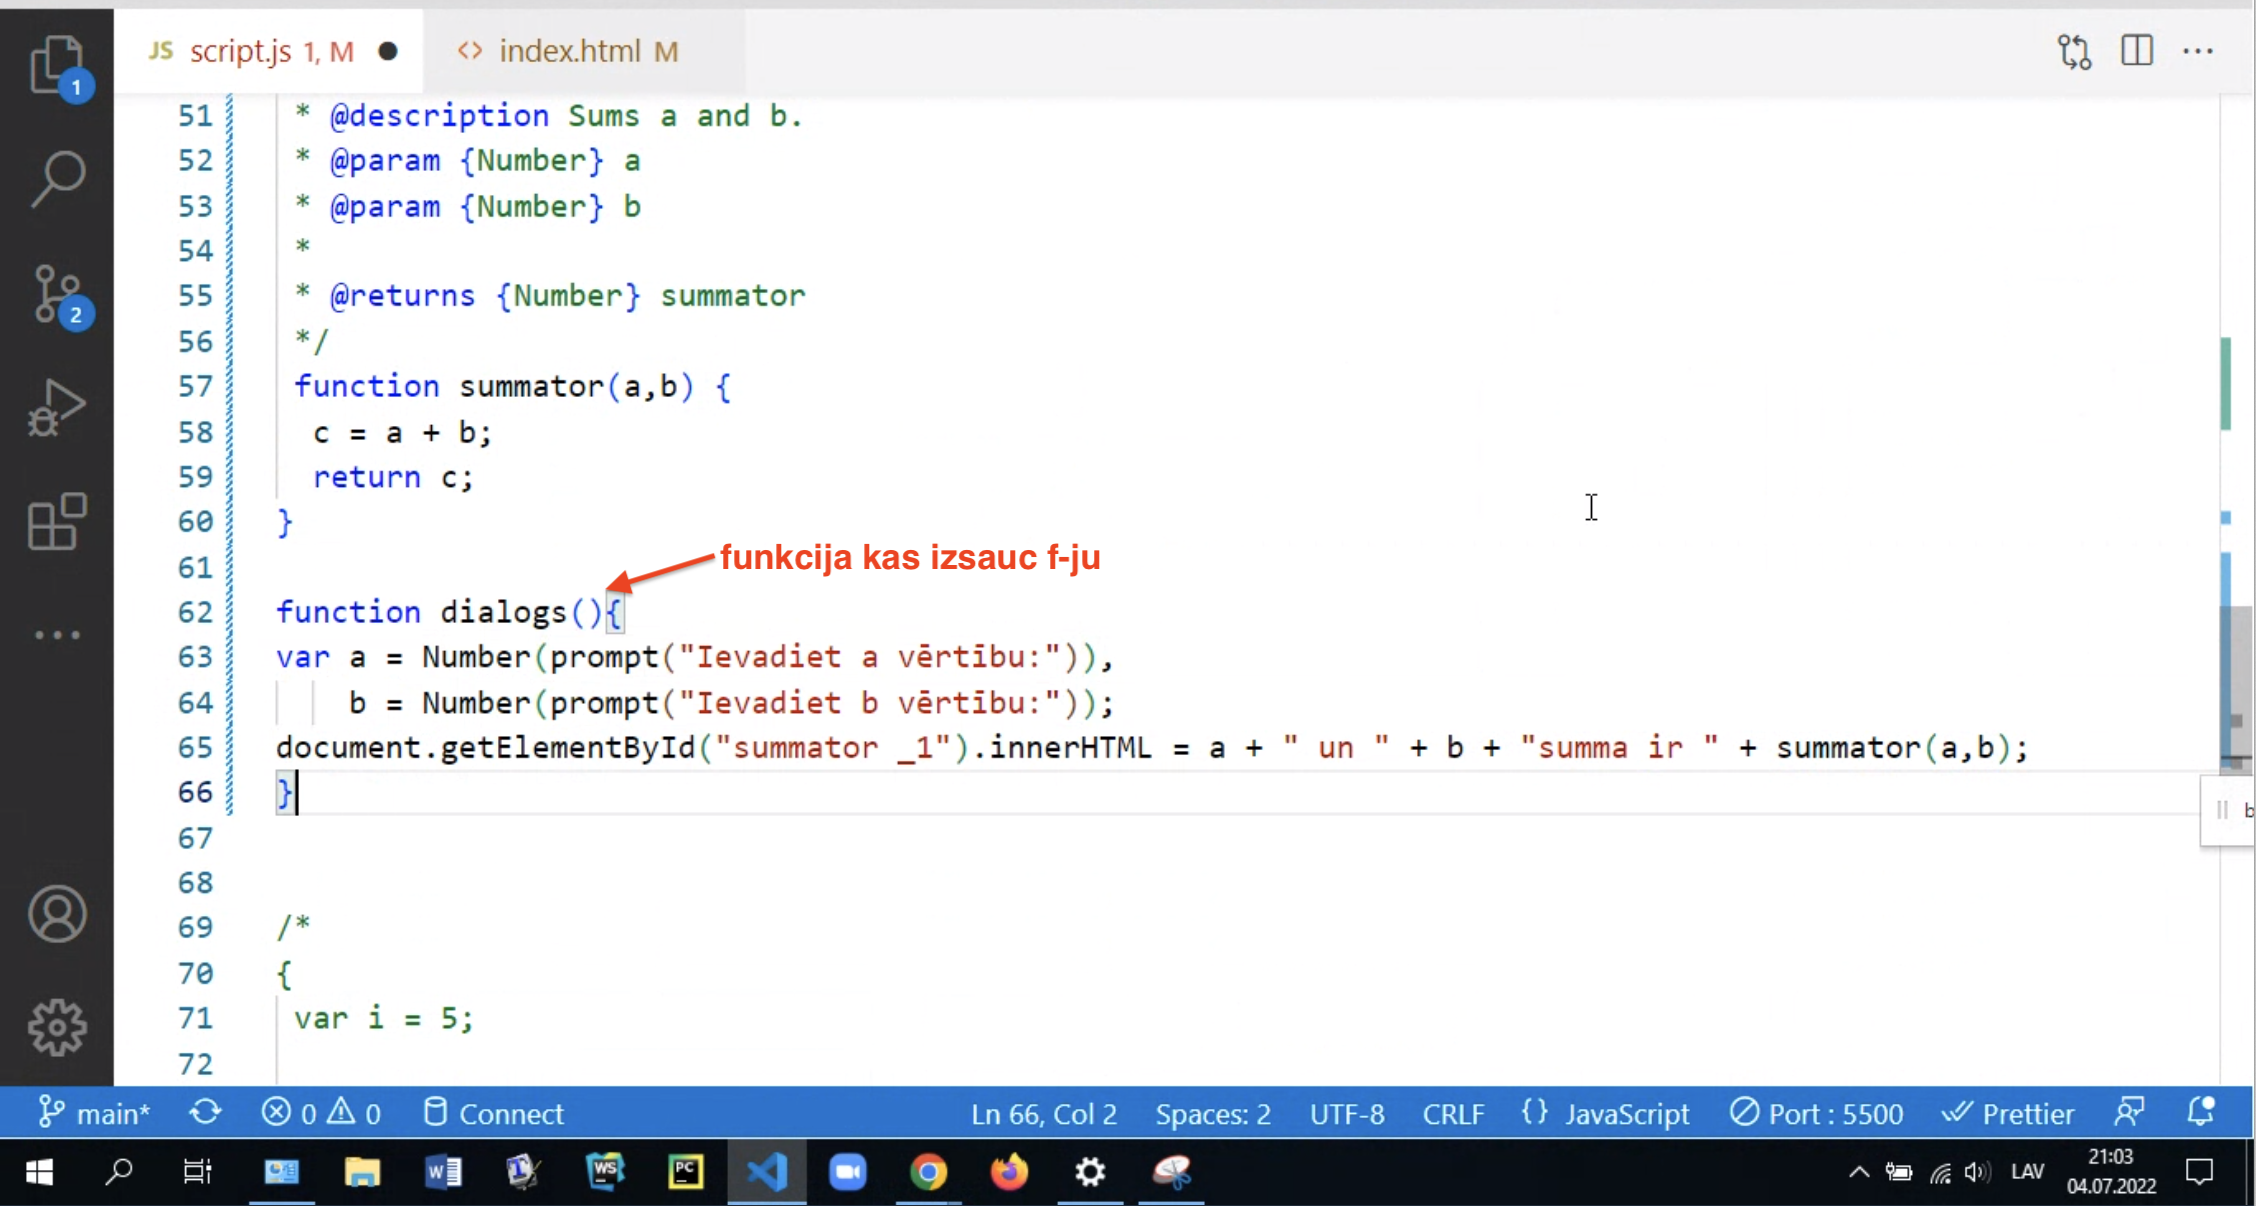 JS script.js 1, M ● <> index.html M ···
1
51 * @description Sums a and b.
52 * @param {Number} a
53 * @param {Number} b
54 *
2
55 * @returns {Number} summator
56 */
57 function summator(a,b) {
58 c = a + b;
59 return c;
60 }
funkcija kas izsauc f-ju
61
62 function dialogs(){
63 var a = Number(prompt("Ievadiet a vērtību:")),
64 b = Number(prompt("Ievadiet b vērtību:"));
65 document.getElementById("summator _1").innerHTML = a + " un " + b + "summa ir " + summator(a,b);
66 }
b
67
68
69 /*
70 {
71 var i = 5;
72
main* 0 0 Connect Ln 66, Col 2 Spaces: 2 UTF-8 CRLF {} JavaScript Port : 5500 Prettier
W WS PC LAV 21:03
04.07.2022